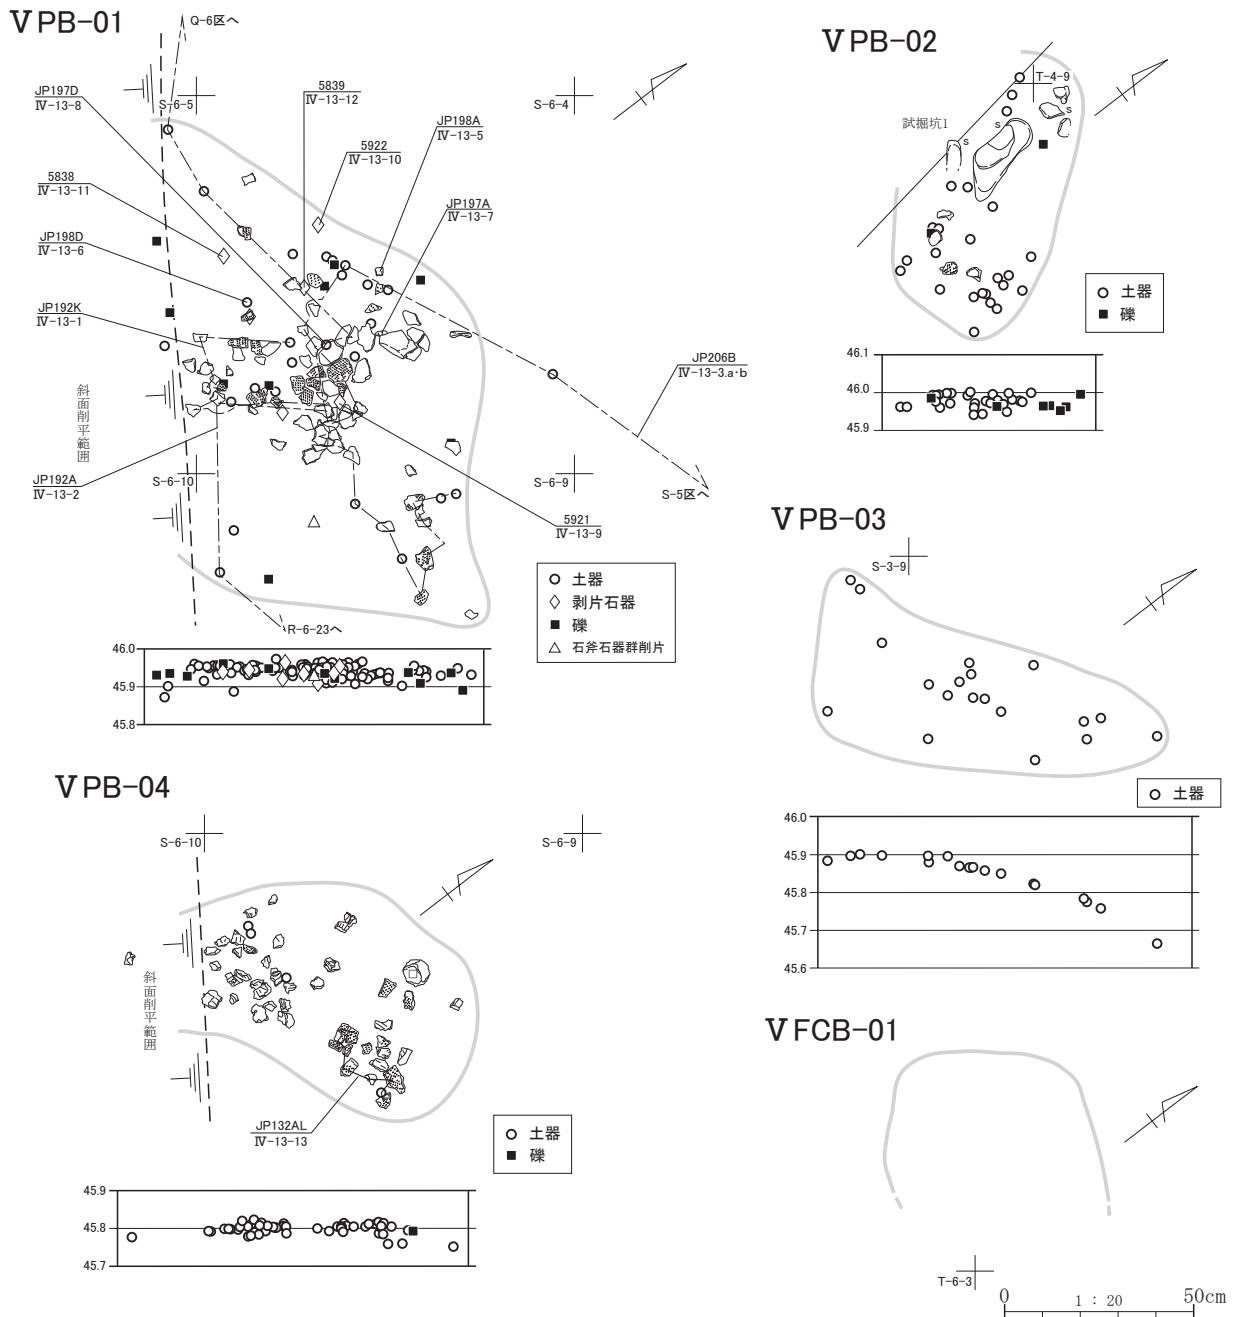 Ⅴ PB-01
Q-6区へ
S-6-5
S-6-4
JP197D
Ⅳ-13-8
5839
Ⅳ-13-12
JP198A
Ⅳ-13-5
5922
Ⅳ-13-10
5838
Ⅳ-13-11
JP197A
Ⅳ-13-7
JP198D
Ⅳ-13-6
JP192K
Ⅳ-13-1
JP206B
Ⅳ-13-3.a・b
斜面削平範囲
JP192A
Ⅳ-13-2
S-6-10
S-6-9
S-5区へ
5921
Ⅳ-13-9
R-6-23へ
土器
剥片石器
礫
石斧石器群削片
46.0
45.9
45.8
Ⅴ PB-02
T-4-9
試掘坑1
s
s
s
s
土器
礫
46.1
46.0
45.9
Ⅴ PB-03
S-3-9
土器
46.0
45.9
45.8
45.7
45.6
Ⅴ PB-04
S-6-10
S-6-9
斜面削平範囲
JP132AL
Ⅳ-13-13
土器
礫
45.9
45.8
45.7
Ⅴ FCB-01
T-6-3
0
1 : 20
50cm